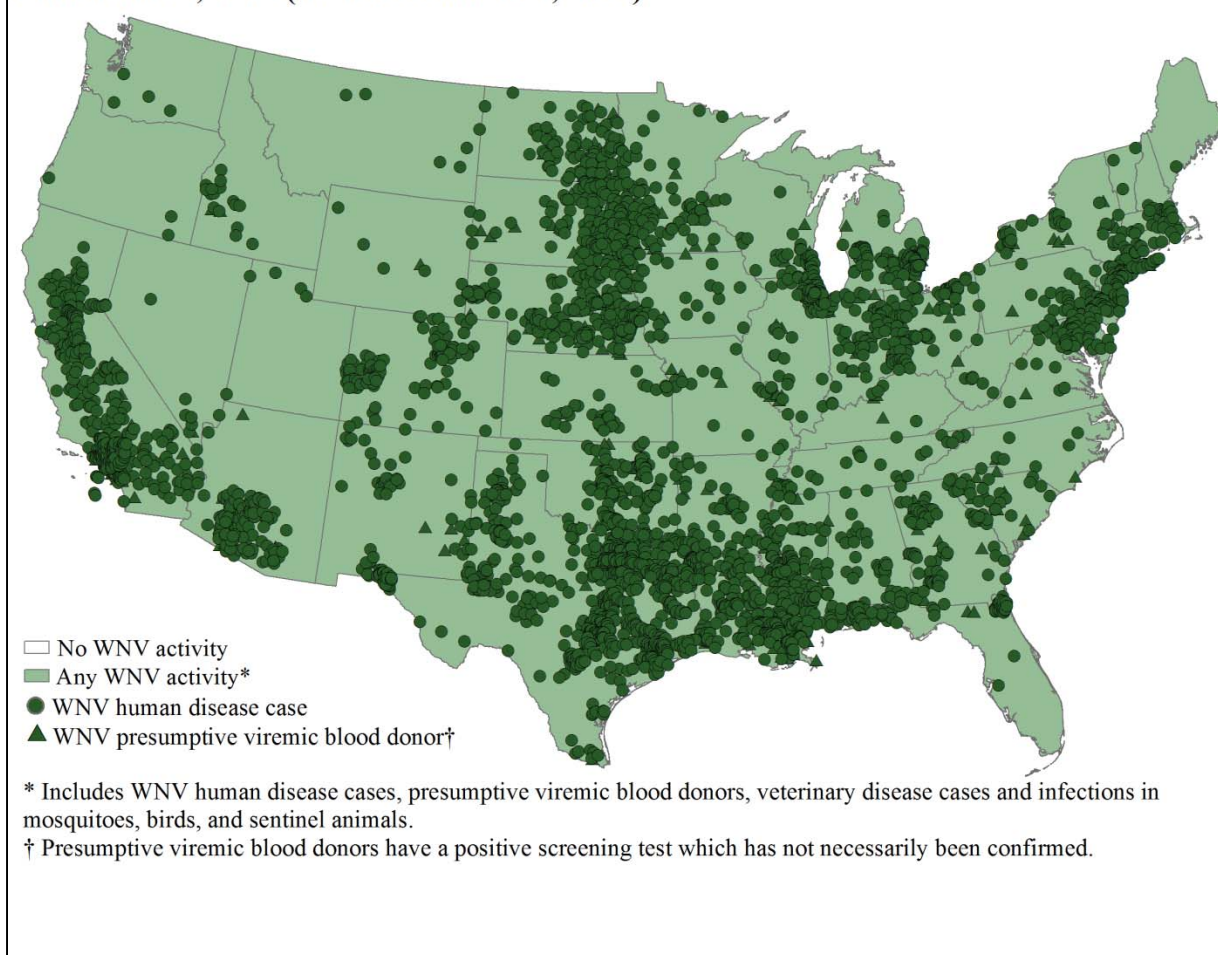 No WNV activity
Any WNV activity*
WNV human disease case
WNV presumptive viremic blood donor†
* Includes WNV human disease cases, presumptive viremic blood donors, veterinary disease cases and infections in
mosquitoes, birds, and sentinel animals.
† Presumptive viremic blood donors have a positive screening test which has not necessarily been confirmed.